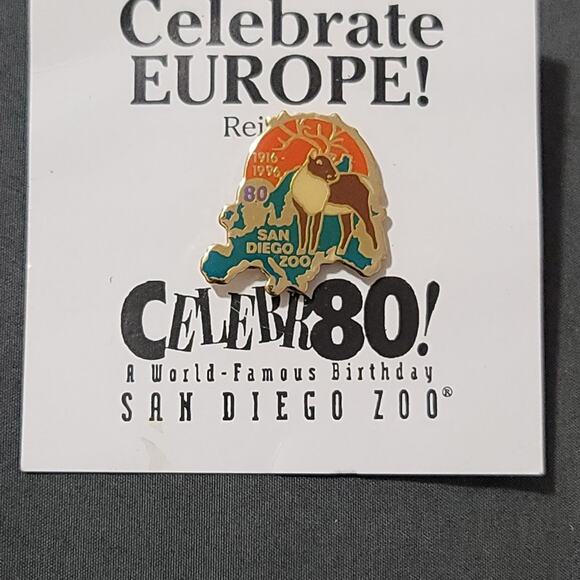 Celebrate
EUROPE!
1916-
1996
80
SAN
DIEGO
ZOO
CELEBR80!
A World-Famous Birthday
SAN DIEGO ZOO®